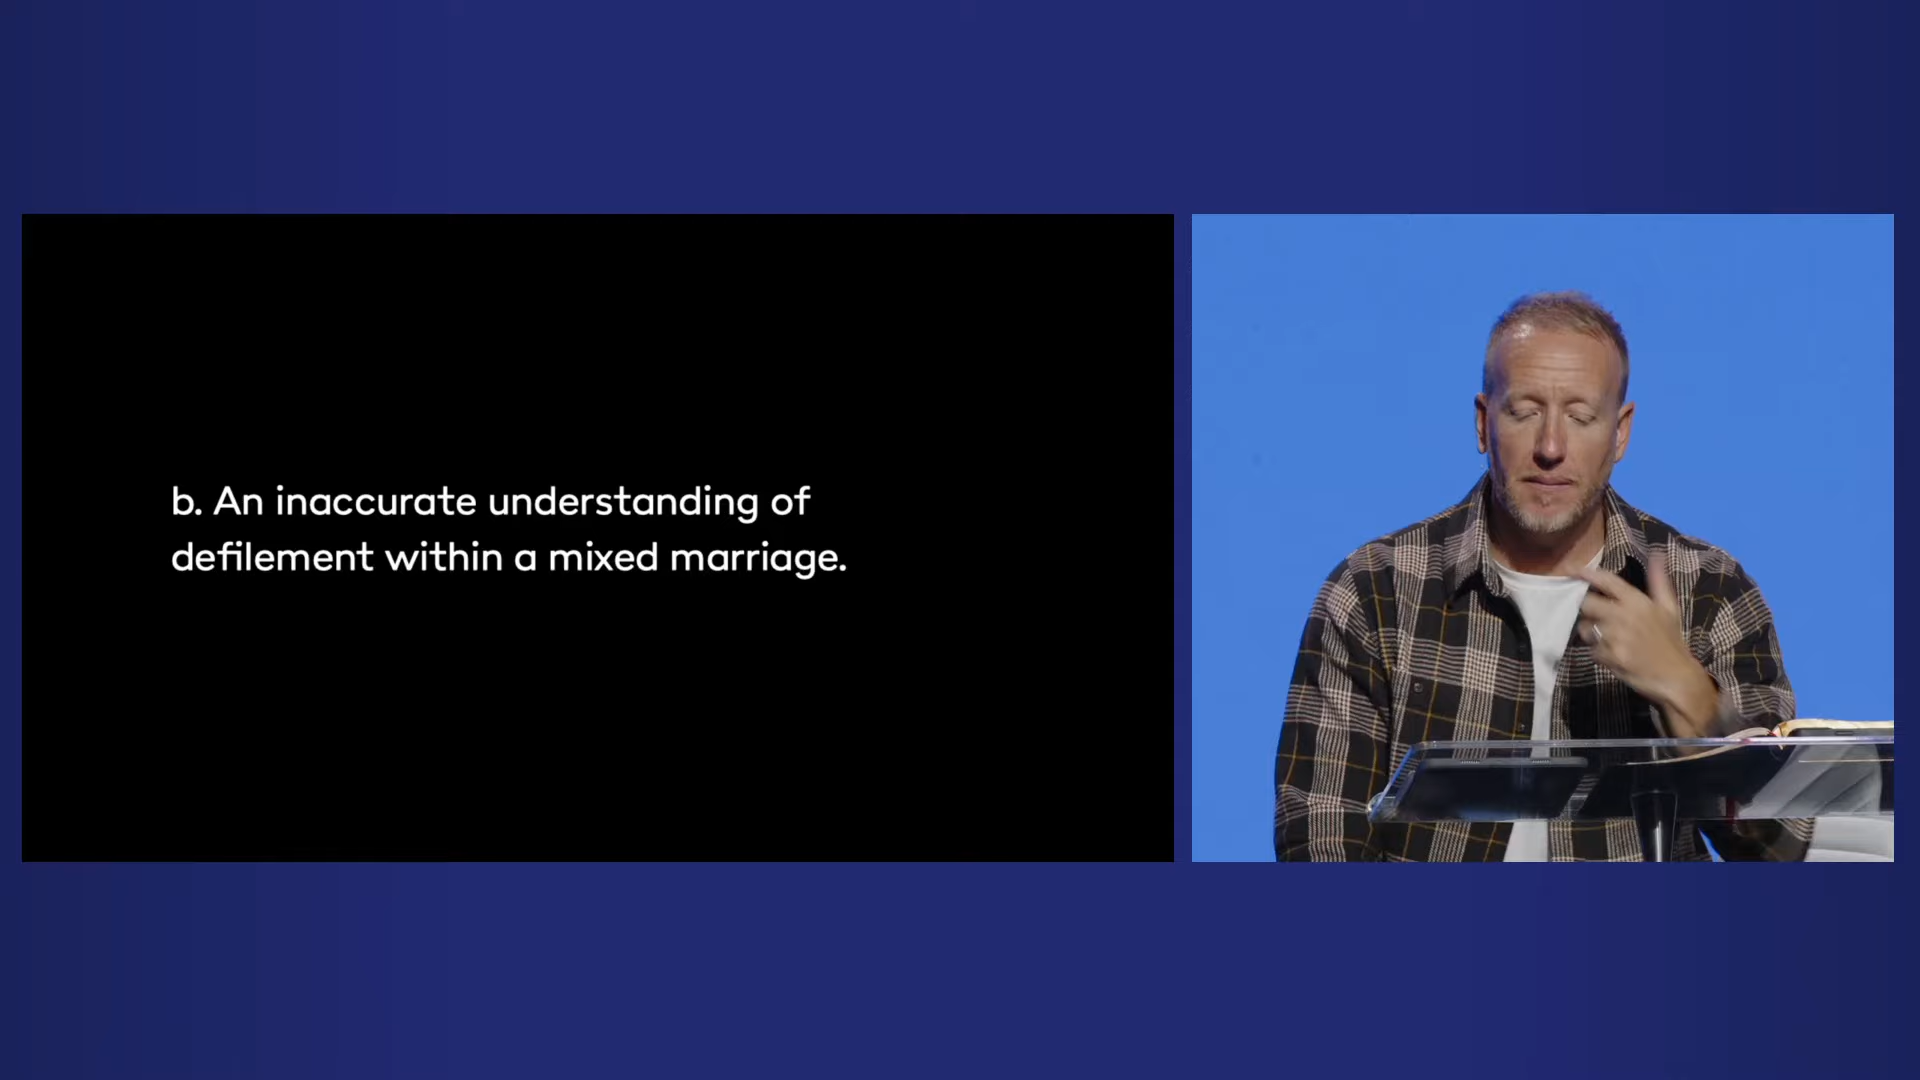 b. An inaccurate understanding of
defilement within a mixed marriage.